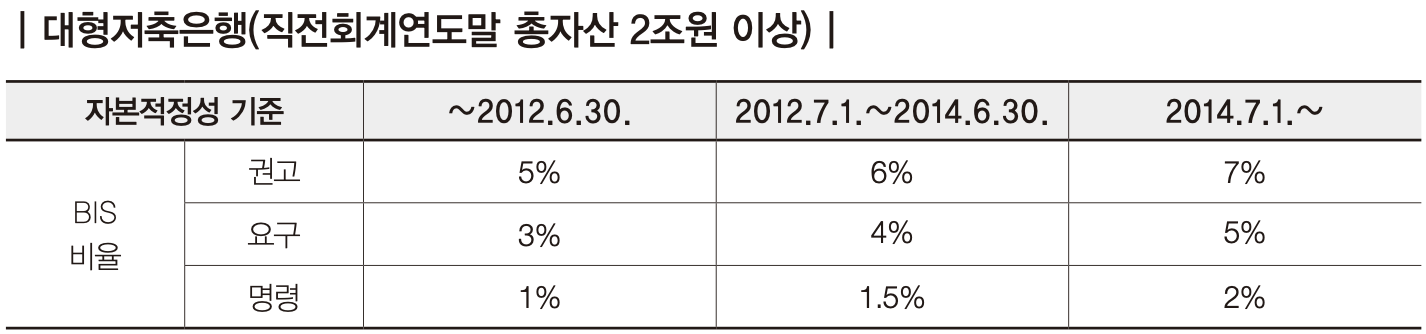 | 대형저축은행(직전회계연도말 총자산 2조원 이상) |
자본적정성 기준 ~2012.6.30. 2012.7.1.~2014.6.30. 2014.7.1.~
BIS 비율
권고 5% 6% 7%
요구 3% 4% 5%
명령 1% 1.5% 2%